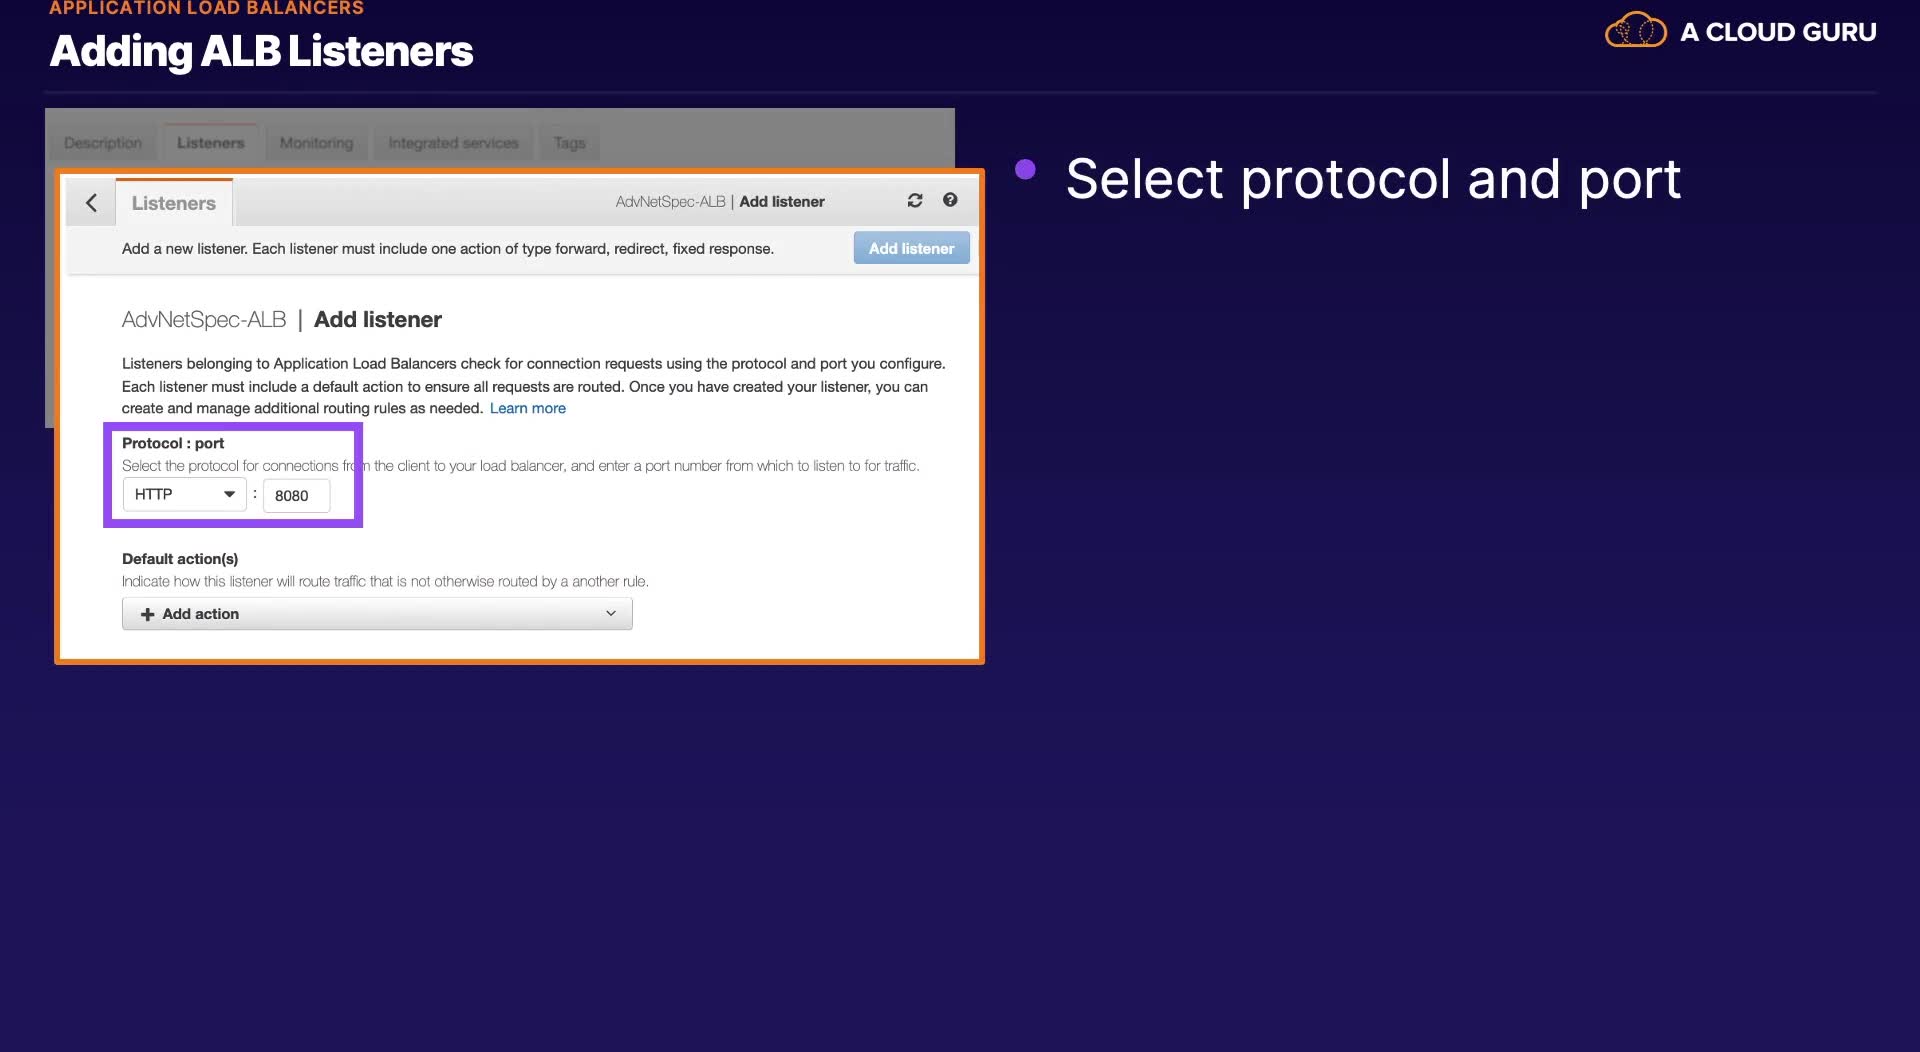 APPLICATION LOAD BALANCERS
Adding ALB Listeners
A CLOUD GURU
Description Listeners Monitoring Integrated services Tags
Select protocol and port
Listeners AdvNetSpec-ALB | Add listener
Add a new listener. Each listener must include one action of type forward, redirect, fixed response. Add listener
AdvNetSpec-ALB | Add listener
Listeners belonging to Application Load Balancers check for connection requests using the protocol and port you configure.
Each listener must include a default action to ensure all requests are routed. Once you have created your listener, you can
create and manage additional routing rules as needed. Learn more
Protocol : port
Select the protocol for connections from the client to your load balancer, and enter a port number from which to listen to for traffic.
HTTP : 8080
Default action(s)
Indicate how this listener will route traffic that is not otherwise routed by a another rule.
Add action